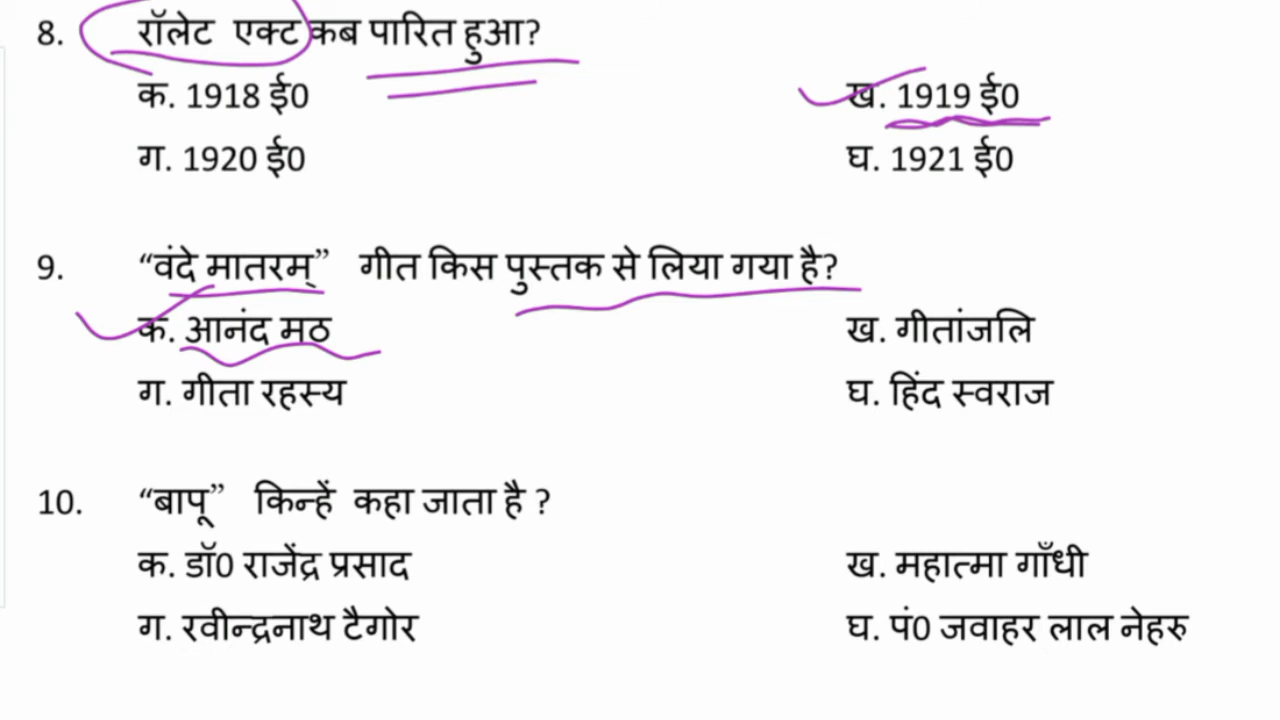 8. रॉलेट एक्ट कब पारित हुआ?
क. 1918 ई0 ख. 1919 ई0
ग. 1920 ई0 घ. 1921 ई0
9. “वंदे मातरम्” गीत किस पुस्तक से लिया गया है?
क. आनंद मठ ख. गीतांजलि
ग. गीता रहस्य घ. हिंद स्वराज
10. “बापू” किन्हें कहा जाता है ?
क. डॉ0 राजेंद्र प्रसाद ख. महात्मा गाँधी
ग. रवीन्द्रनाथ टैगोर घ. पं0 जवाहर लाल नेहरु